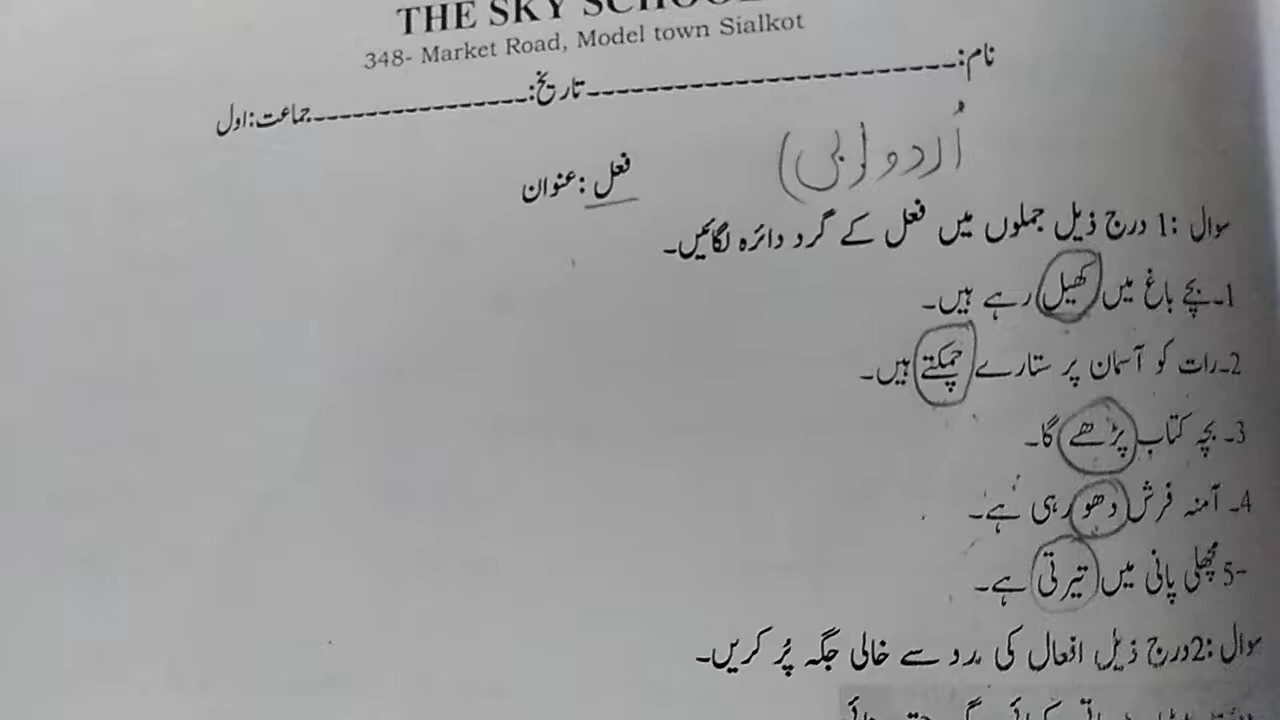 THE SKY SCHOOL
348- Market Road, Model town Sialkot
نام: تاریخ: جماعت: اول
اُردو (بی)
فعل : عنوان
سوال :1 درج ذیل جملوں میں فعل کے گرد دائرہ لگائیں۔
1۔ بچے باغ میں کھیل رہے ہیں۔
2۔ رات کو آسمان پر ستارے چمکتے ہیں۔
3۔ بچہ کتاب پڑھے گا۔
4۔ آمنہ فرش دھو رہی ہے۔
5- مچھلی پانی میں تیرتی ہے۔
سوال :2 درج ذیل افعال کی مدد سے خالی جگہ پُر کریں۔